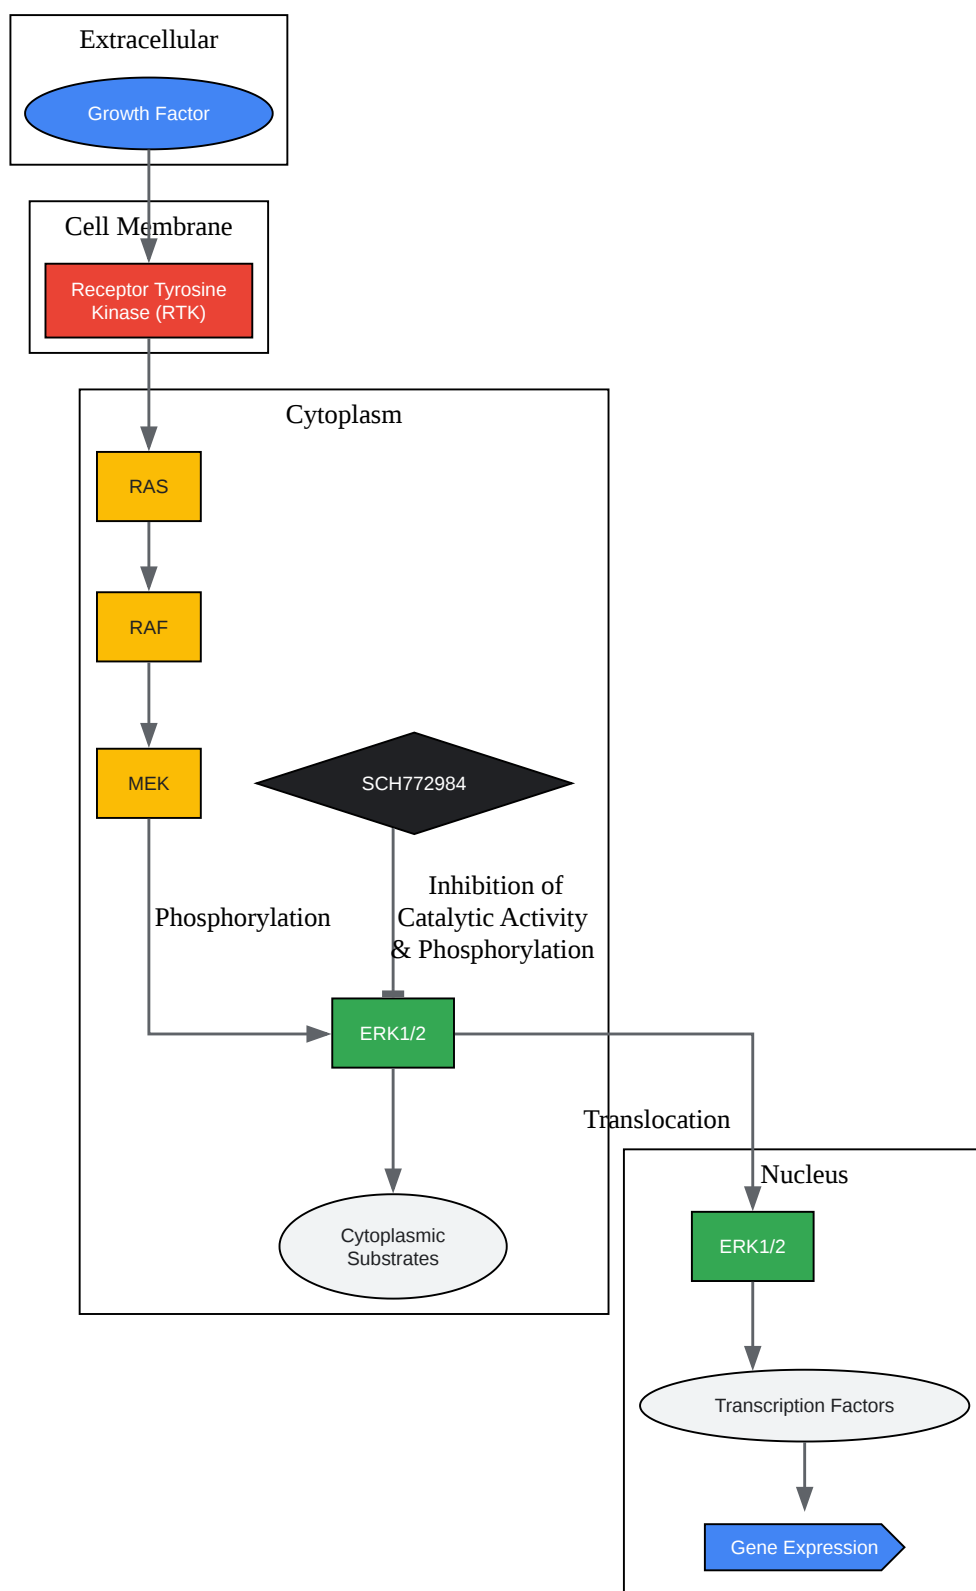 Extracellular
Growth Factor
Cell Membrane
Receptor Tyrosine
Kinase (RTK)
Cytoplasm
RAS
RAF
MEK
SCH772984
Phosphorylation
Inhibition of
Catalytic Activity
& Phosphorylation
ERK1/2
Translocation
Cytoplasmic
Substrates
Nucleus
ERK1/2
Transcription Factors
Gene Expression